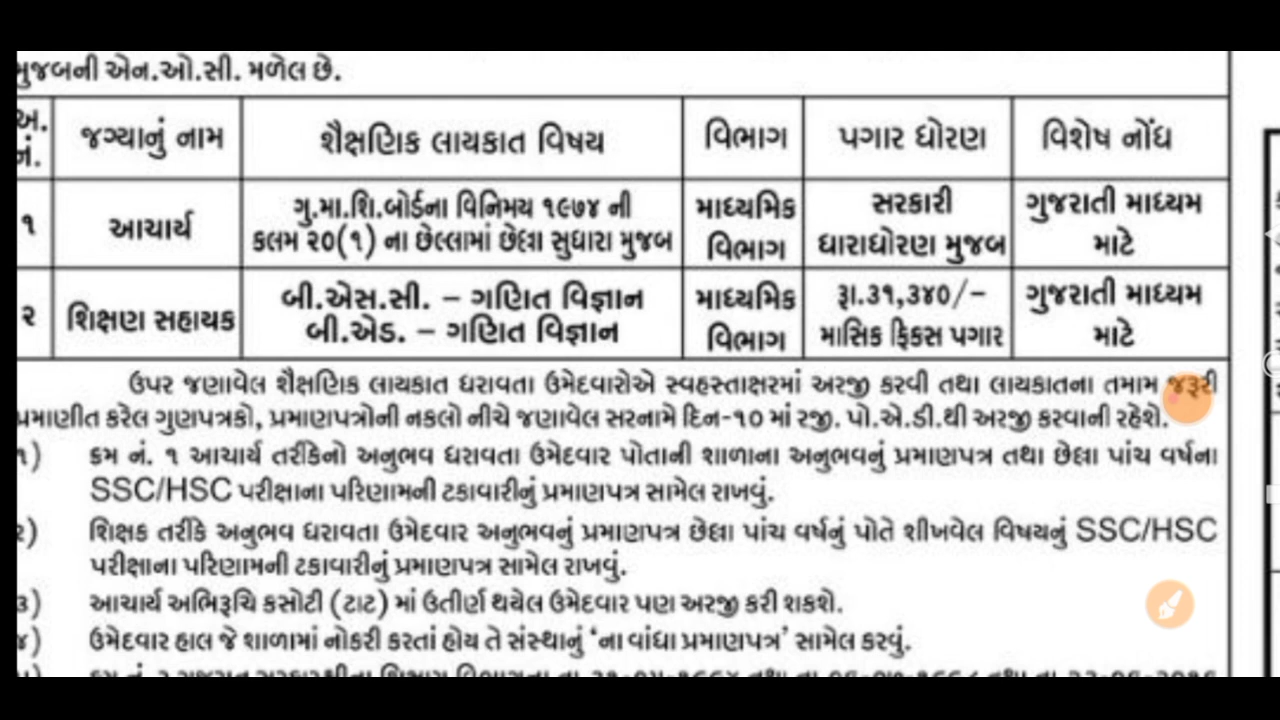 મુજબની એન.ઓ.સી. મળેલ છે.
અ. નં. જગ્યાનું નામ શૈક્ષણિક લાયકાત વિષય વિભાગ પગાર ધોરણ વિશેષ નોંધ
૧ આચાર્ય ગુ.મા.શિ.બોર્ડના વિનિમય ૧૯૭૪ ની માધ્યમિક સરકારી ગુજરાતી માધ્યમ
કલમ ૨૦(૧) ના છેલ્લામાં છેલ્લા સુધારા મુજબ વિભાગ ધારાધોરણ મુજબ માટે
૨ શિક્ષણ સહાયક બી.એસ.સી. – ગણિત વિજ્ઞાન માધ્યમિક રૂા.૩૧,૩૪૦/– ગુજરાતી માધ્યમ
બી.એડ. – ગણિત વિજ્ઞાન વિભાગ માસિક ફિકસ પગાર માટે
ઉપર જણાવેલ શૈક્ષણિક લાયકાત ધરાવતા ઉમેદવારોએ સ્વહસ્તાક્ષરમાં અરજી કરવી તથા લાયકાતના તમામ જરૂરી
પ્રમાણીત કરેલ ગુણપત્રકો, પ્રમાણપત્રોની નકલો નીચે જણાવેલ સરનામે દિન-૧૦ માં રજી. પો.એ.ડી.થી અરજી કરવાની રહેશે.
૧) ક્રમ નં. ૧ આચાર્ય તરીકેનો અનુભવ ધરાવતા ઉમેદવાર પોતાની શાળાના અનુભવનું પ્રમાણપત્ર તથા છેલ્લા પાંચ વર્ષના
SSC/HSC પરીક્ષાના પરિણામની ટકાવારીનું પ્રમાણપત્ર સામેલ રાખવું.
૨) શિક્ષક તરીકે અનુભવ ધરાવતા ઉમેદવાર અનુભવનું પ્રમાણપત્ર છેલ્લા પાંચ વર્ષનું પોતે શીખવેલ વિષયનું SSC/HSC
પરીક્ષાના પરિણામની ટકાવારીનું પ્રમાણપત્ર સામેલ રાખવું.
૩) આચાર્ય અભિરૂચિ કસોટી (ટાટ) માં ઉતીર્ણ થયેલ ઉમેદવાર પણ અરજી કરી શકશે.
૪) ઉમેદવાર હાલ જે શાળામાં નોકરી કરતાં હોય તે સંસ્થાનું ‘ના વાંધા પ્રમાણપત્ર’ સામેલ કરવું.